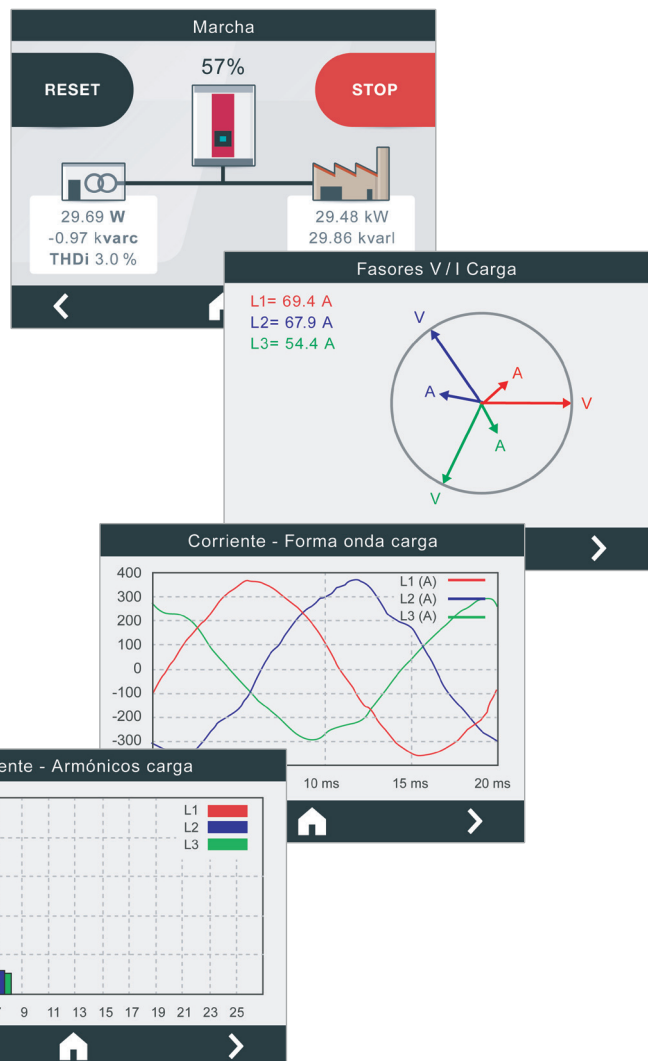 Marcha
RESET
57%
STOP
29.69 W
-0.97 kvarc
THDi 3.0 %
29.48 kW
29.86 kvarl
Fasores V / I Carga
L1= 69.4 A
L2= 67.9 A
L3= 54.4 A
V
A
A
V
A
V
Corriente - Forma onda carga
400
300
200
100
0
-100
-200
-300
L1 (A)
L2 (A)
L3 (A)
10 ms 15 ms 20 ms
- Armónicos carga
L1
L2
L3
9 11 13 15 17 19 21 23 25